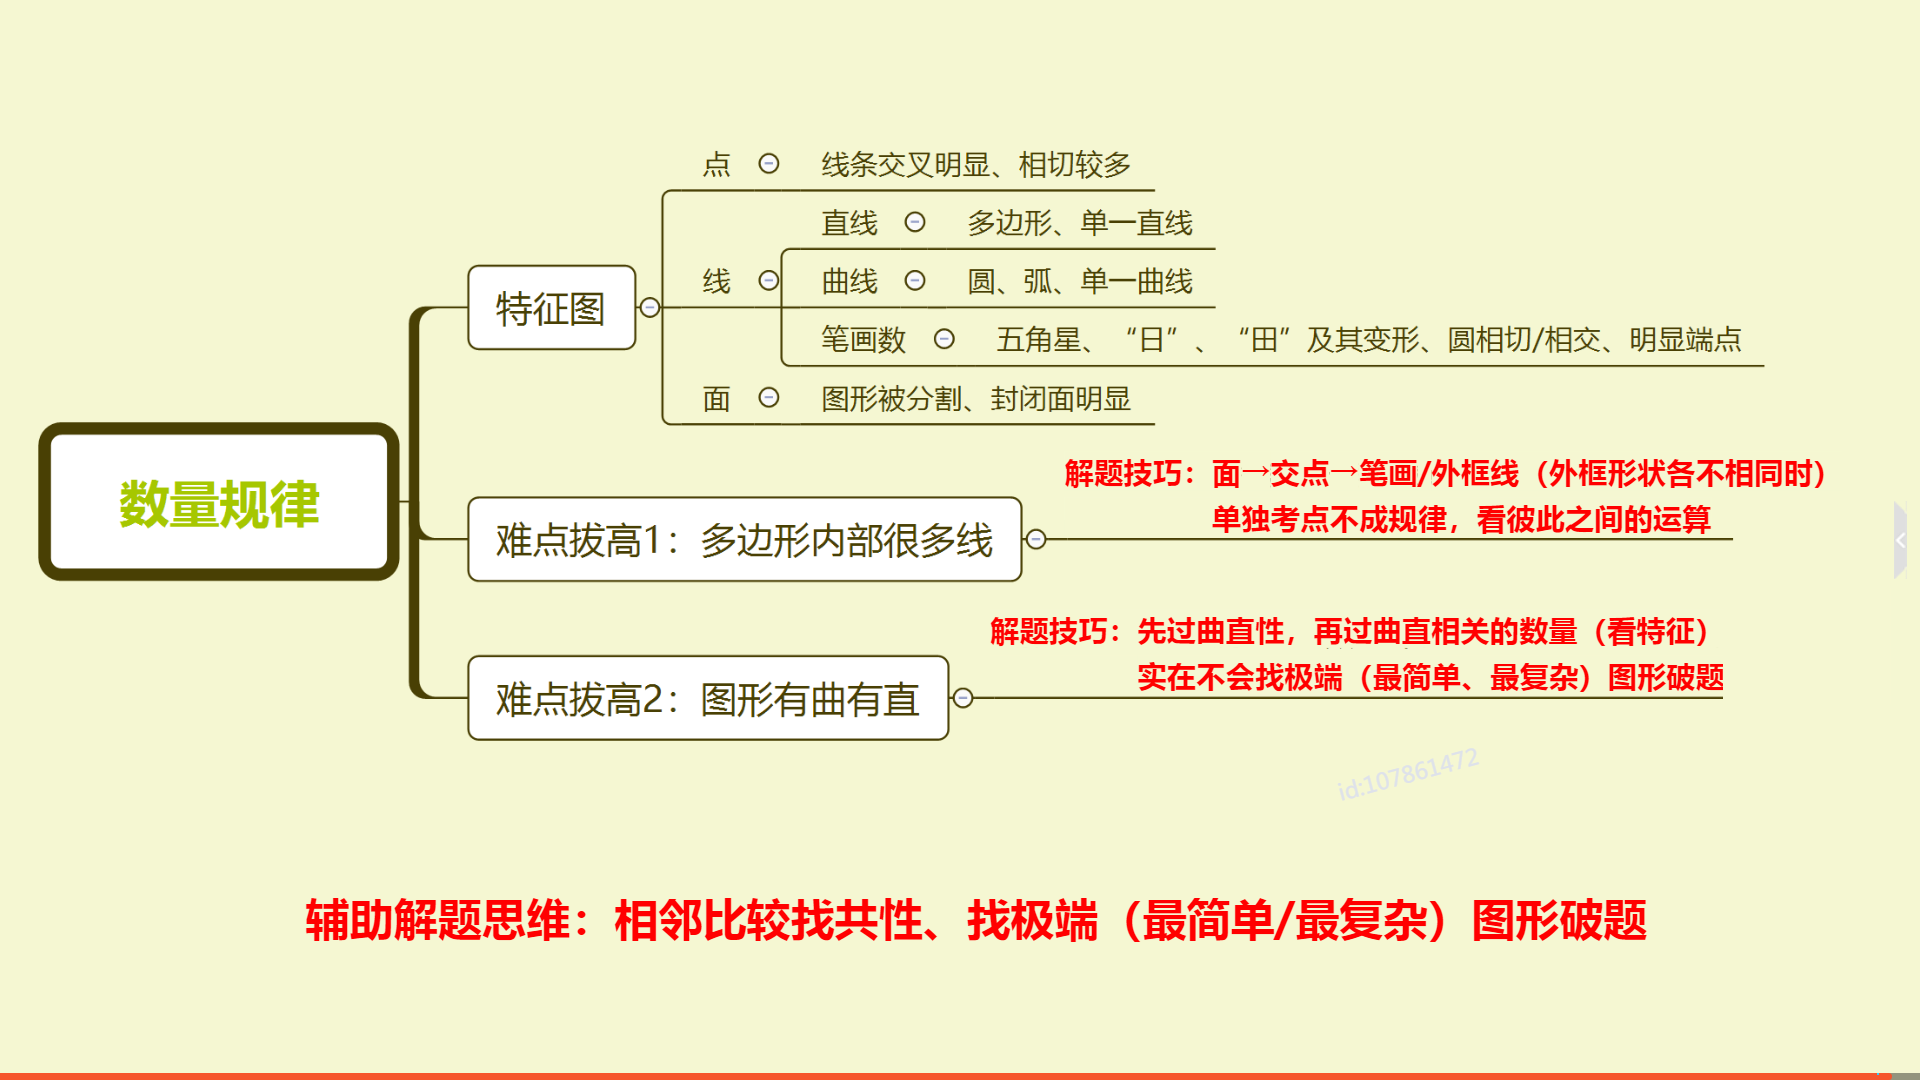 数量规律
特征图
点
线条交叉明显、相切较多
线
直线
多边形、单一直线
曲线
圆、弧、单一曲线
笔画数
五角星、“日”、“田”及其变形、圆相切/相交、明显端点
面
图形被分割、封闭面明显
难点拔高1：多边形内部很多线
解题技巧：面→交点→笔画/外框线（外框形状各不相同时）
单独考点不成规律，看彼此之间的运算
难点拔高2：图形有曲有直
解题技巧：先过曲直性，再过曲直相关的数量（看特征）
实在不会找极端（最简单、最复杂）图形破题
id:107861472
辅助解题思维：相邻比较找共性、找极端（最简单/最复杂）图形破题